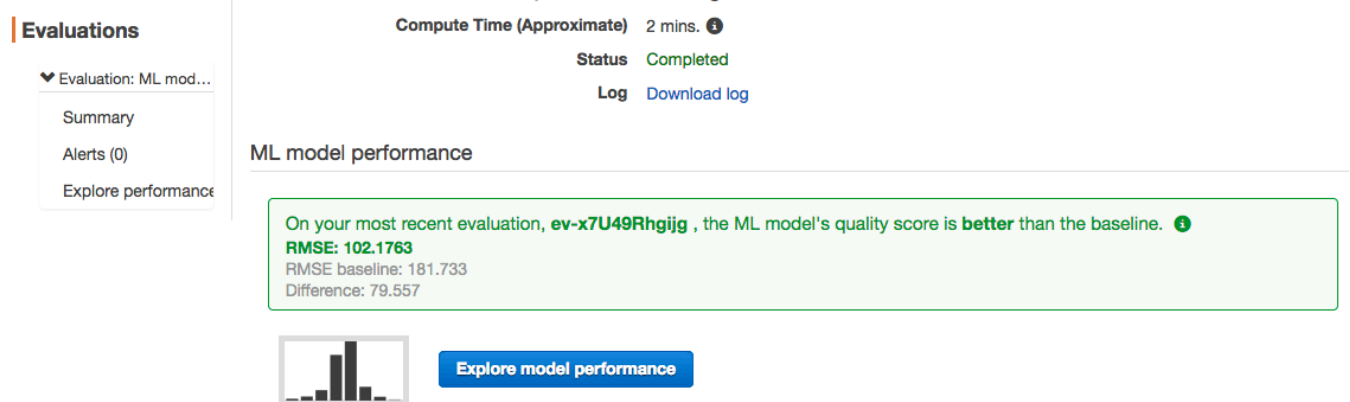 Evaluations
Evaluation: ML mod...
Summary
Alerts (0)
Explore performance
Compute Time (Approximate) 2 mins.
Status Completed
Log Download log
ML model performance
On your most recent evaluation, ev-x7U49Rhgijg , the ML model's quality score is better than the baseline.
RMSE: 102.1763
RMSE baseline: 181.733
Difference: 79.557
Explore model performance